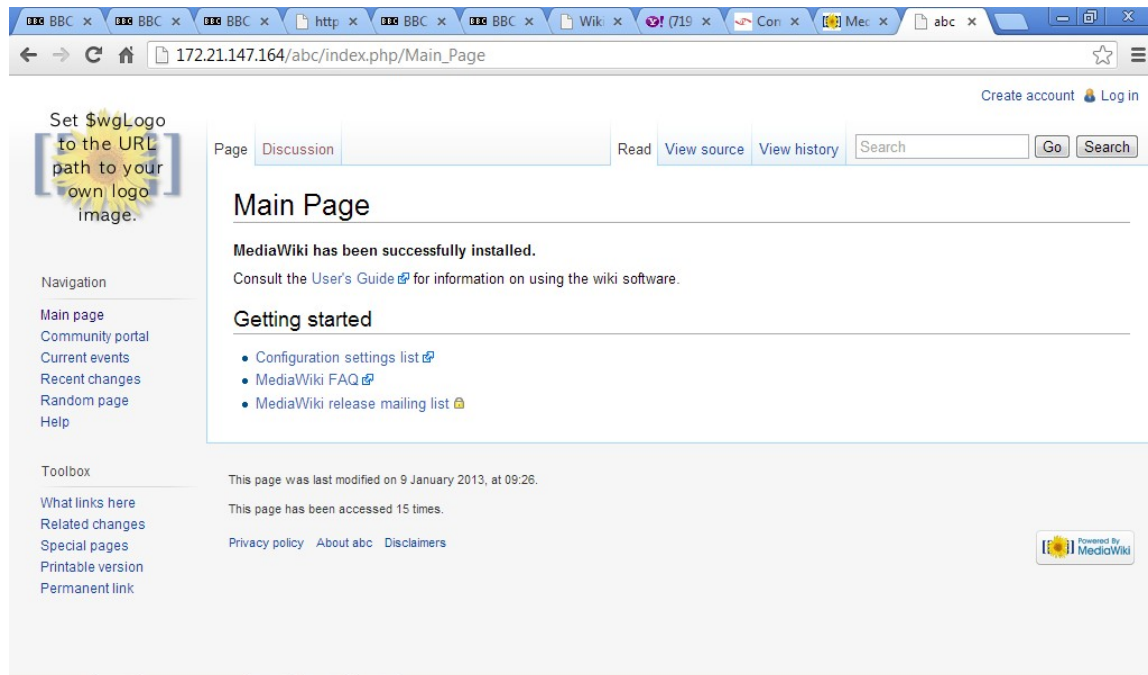 BBC BBC BBC BBC BBC BBC http BBC BBC BBC BBC Wiki Y! (719 Con Med abc
172.21.147.164/abc/index.php/Main_Page
Create account Log in
Set $wgLogo
to the URL
path to your
own logo
image.
Page Discussion Read View source View history Search Go Search
Main Page
MediaWiki has been successfully installed.
Consult the User's Guide for information on using the wiki software.
Getting started
Configuration settings list
MediaWiki FAQ
MediaWiki release mailing list
Navigation
Main page
Community portal
Current events
Recent changes
Random page
Help
Toolbox
What links here
Related changes
Special pages
Printable version
Permanent link
This page was last modified on 9 January 2013, at 09:26.
This page has been accessed 15 times.
Privacy policy About abc Disclaimers
Powered By
MediaWiki